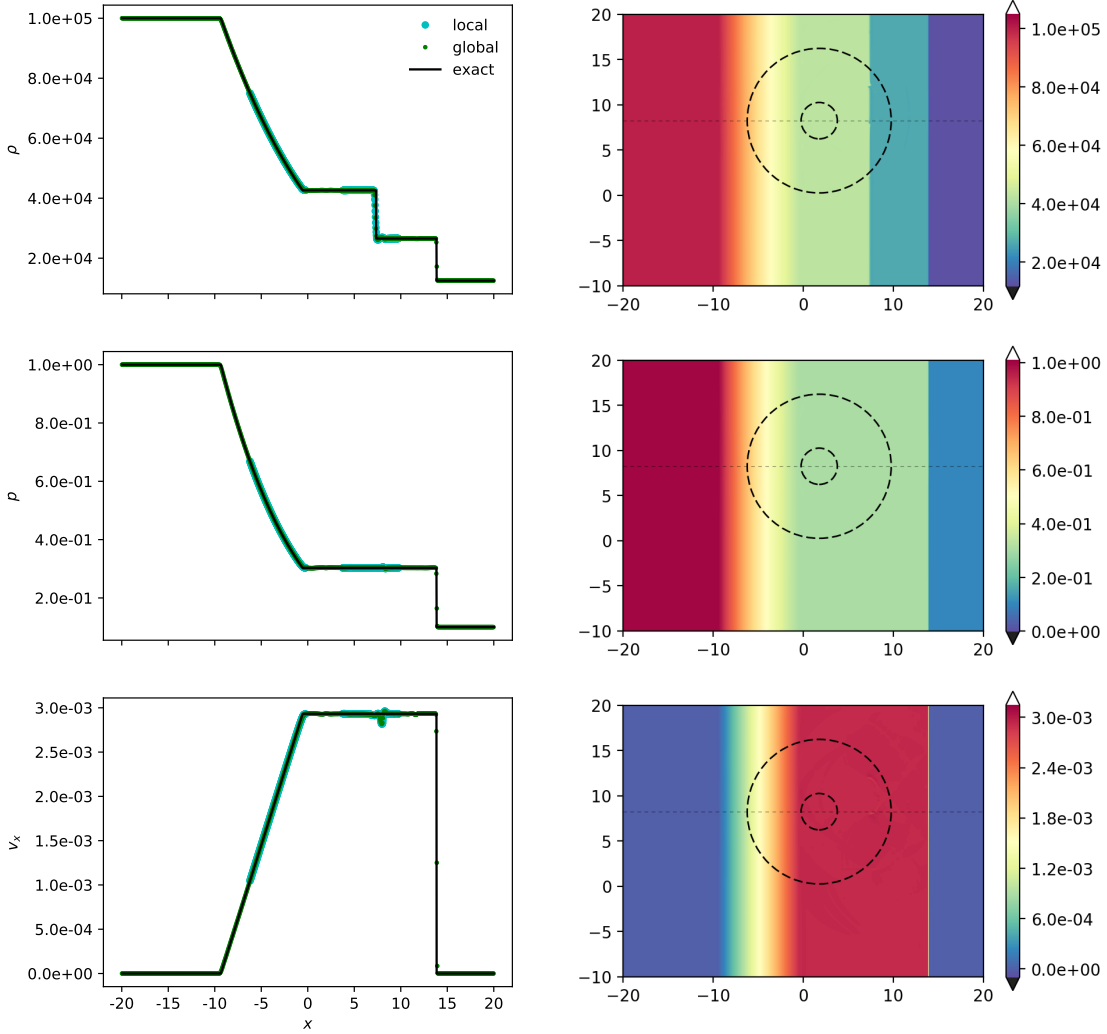 1.0e+05
8.0e+04
6.0e+04
4.0e+04
2.0e+04
ρ
local
global
exact
20
15
10
5
0
−5
−10
−20 −10 0 10 20
1.0e+05
8.0e+04
6.0e+04
4.0e+04
2.0e+04
1.0e+00
8.0e-01
6.0e-01
4.0e-01
2.0e-01
p
20
15
10
5
0
−5
−10
−20 −10 0 10 20
1.0e+00
8.0e-01
6.0e-01
4.0e-01
2.0e-01
0.0e+00
3.0e-03
2.5e-03
2.0e-03
1.5e-03
1.0e-03
5.0e-04
0.0e+00
vₓ
-20 -15 -10 -5 0 5 10 15 20
x
20
15
10
5
0
−5
−10
−20 −10 0 10 20
3.0e-03
2.4e-03
1.8e-03
1.2e-03
6.0e-04
0.0e+00